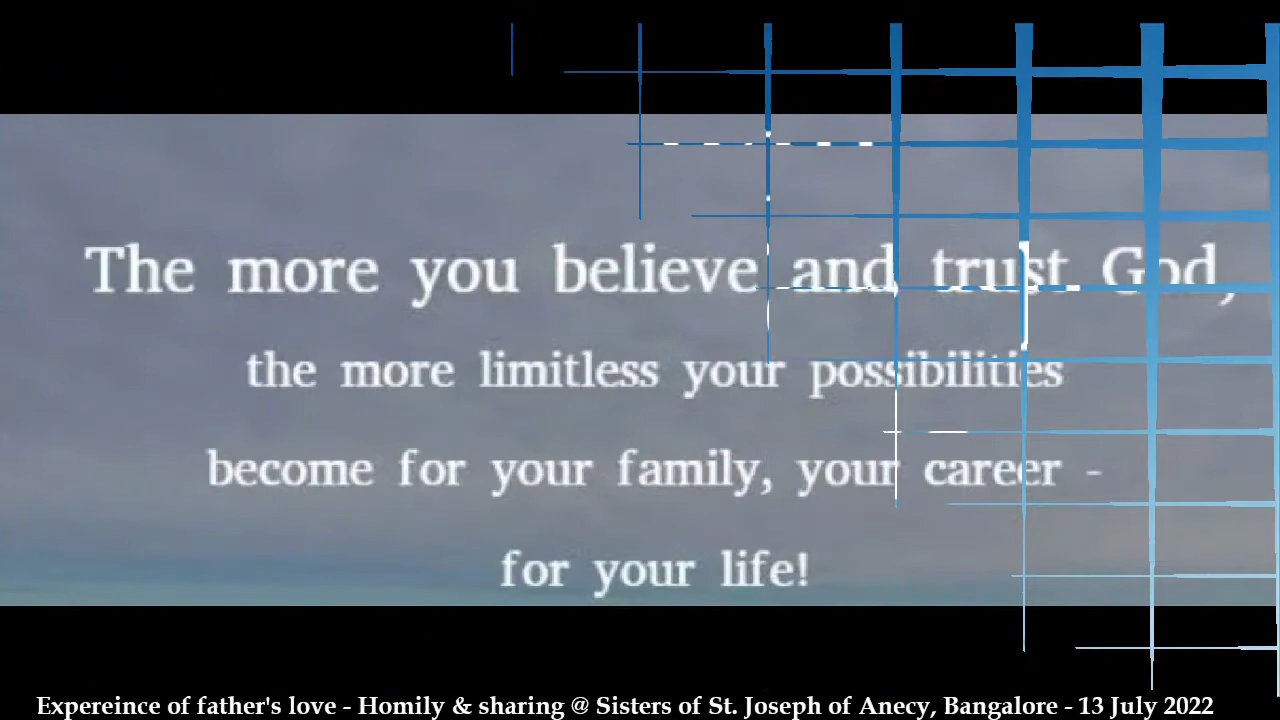 The more you believe and trust God,
the more limitless your possibilities
become for your family, your career -
for your life!
Expereince of father's love - Homily & sharing @ Sisters of St. Joseph of Anecy, Bangalore - 13 July 2022